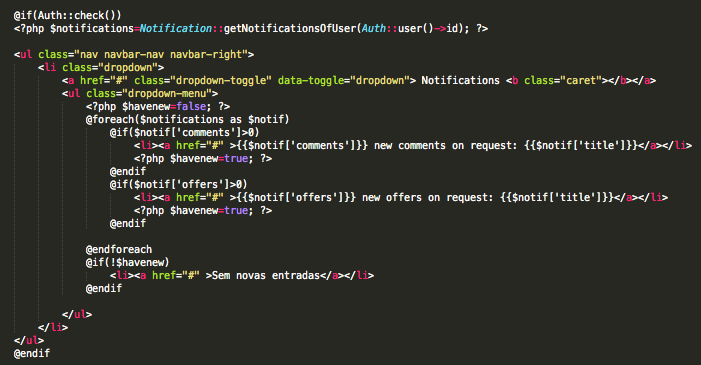 @if(Auth::check())
<?php $notifications=Notification::getNotificationsOfUser(Auth::user()->id); ?>
<ul class="nav navbar-nav navbar-right">
<li class="dropdown">
<a href="#" class="dropdown-toggle" data-toggle="dropdown"> Notifications <b class="caret"></b></a>
<ul class="dropdown-menu">
<?php $havenew=false; ?>
@foreach($notifications as $notif)
@if($notif['comments']>0)
<li><a href="#" >{{$notif['comments']}} new comments on request: {{$notif['title']}}</a></li>
<?php $havenew=true; ?>
@endif
@if($notif['offers']>0)
<li><a href="#" >{{$notif['offers']}} new offers on request: {{$notif['title']}}</a></li>
<?php $havenew=true; ?>
@endif
@endforeach
@if(!$havenew)
<li><a href="#" >Sem novas entradas</a></li>
@endif
</ul>
</li>
</ul>
@endif